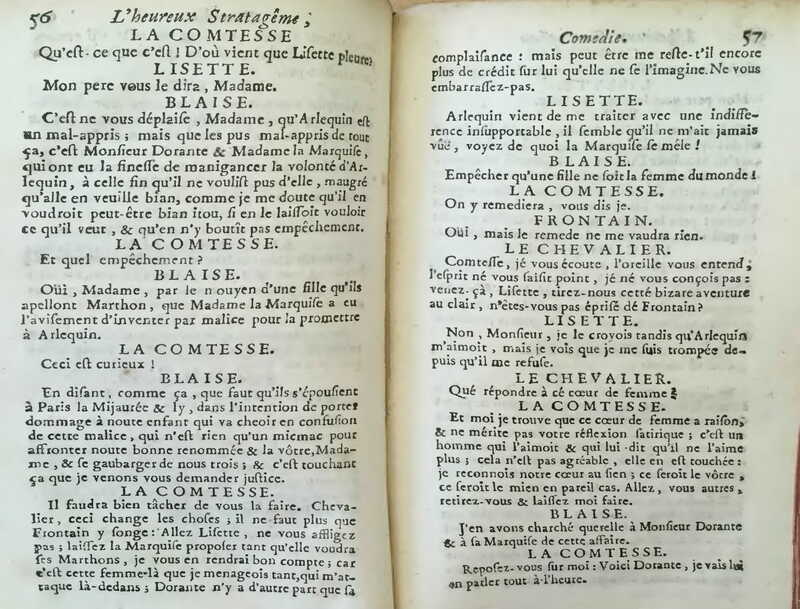 56 L'heureux Stratagême ;
LA COMTESSE
Qu'eſt-ce que c'eſt ! D'où vient que Liſette pleure?
LISETTE.
Mon pere vous le dira, Madame.
BLAISE.
C'eſt ne vous déplaiſe, Madame, qu'Arlequin eſt
un mal-appris ; mais que les pus mal-appris de tout
ça, c'eſt Monſieur Dorante & Madame la Marquiſe,
qui ont eu la fineſſe de manigancer la volonté d'Ar-
lequin, à celle fin qu'il ne vouliſt pus d'elle, maugré
qu'alle en veuille bian, comme je me doute qu'il en
voudroit peut-être bian itou, ſi en le laiſſoit vouloir
ce qu'il veut, & qu'en n'y boutît pas empêchement.
LA COMTESSE.
Et quel empêchement ?
BLAISE.
Oüi, Madame, par le nouyen d'une fille qu'ils
apellont Marthon, que Madame la Marquiſe a eu
l'aviſement d'inventer par malice pour la promettre
à Arlequin.
LA COMTESSE.
Ceci eſt curieux !
BLAISE.
En diſant, comme ça, que faut qu'ils s'épouſient
à Paris la Mijaurée & ly, dans l'intention de porter
dommage à noute enfant qui va cheoir en confuſion
de cette malice, qui n'eſt rien qu'un micmac pour
affronter noute bonne renommée & la vôtre, Mada-
me, & ſe gaubarger de nous trois ; & c'eſt touchant
ça que je venons vous demander juſtice.
LA COMTESSE.
Il faudra bien tâcher de vous la faire. Cheva-
lier, ceci change les choſes ; il ne faut plus que
Frontain y ſonge : Allez Liſette, ne vous affligez
pas ; laiſſez la Marquiſe propoſer tant qu'elle voudra
ſes Marthons, je vous en rendrai bon compte ; car
c'eſt cette femme-là que je menageois tant, qui m'at-
taque là-dedans ; Dorante n'y a d'autre part que ſa
Comedie. 57
complaiſance : mais peut être me reſte-t'il encore
plus de crédit ſur lui qu'elle ne ſe l'imagine. Ne vous
embarraſſez-pas.
LISETTE.
Arlequin vient de me traiter avec une indiffe-
rence inſupportable, il ſemble qu'il ne m'ait jamais
vûë, voyez de quoi la Marquiſe ſe mêle !
BLAISE.
Empêcher qu'une fille ne ſoit la femme du monde !
LA COMTESSE.
On y remediera, vous dis je.
FRONTAIN.
Oüi, mais le remede ne me vaudra rien.
LE CHEVALIER.
Comteſſe, jé vous écoute, l'oreille vous entend,
l'eſprit né vous ſaiſit point, jé né vous conçois pas :
venez-çà, Liſette, tirez-nous cetté bizare aventure
au clair, n'êtes-vous pas épriſé dé Frontain ?
LISETTE.
Non, Monſieur, je le croyois tandis qu'Arlequin
m'aimoit, mais je vois que je me ſuis trompée de-
puis qu'il me refuſe.
LE CHEVALIER.
Qué répondre à cé cœur de femme ?
LA COMTESSE.
Et moi je trouve que ce cœur de femme a raiſon,
& ne mérite pas votre réflexion ſatirique ; c'eſt un
homme qui l'aimoit & qui lui dit qu'il ne l'aime
plus ; cela n'eſt pas agréable, elle en eſt touchée :
je reconnois notre cœur au ſien ; ce ſeroit le vôtre,
ce ſeroit le mien en pareil cas. Allez, vous autres,
retirez-vous & laiſſez moi faire.
BLAISE.
J'en avons charché querelle à Monſieur Dorante
& à ſa Marquiſe de cette affaire.
LA COMTESSE.
Repoſez-vous ſur moi : Voici Dorante, je vais lui
en parler tout à-l'heure.